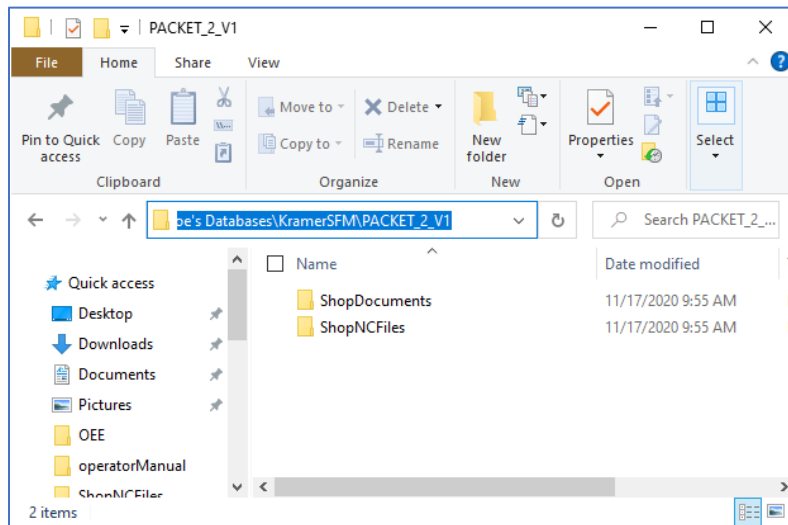 PACKET_2_V1
File Home Share View
Pin to Quick access
Copy
Paste
Move to
Copy to
Delete
Rename
New folder
Properties
Select
Clipboard Organize New Open
oe's Databases\KramerSFM\PACKET_2_V1
Search PACKET_2_...
Name Date modified
Quick access
Desktop
Downloads
Documents
Pictures
OEE
operatorManual
ShopNCFiles
ShopDocuments 11/17/2020 9:55 AM
ShopNCFiles 11/17/2020 9:55 AM
2 items